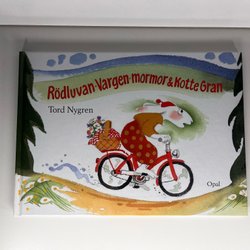 Rödluvan·Vargen·mormor & Kotte Gran
Tord Nygren
Opal